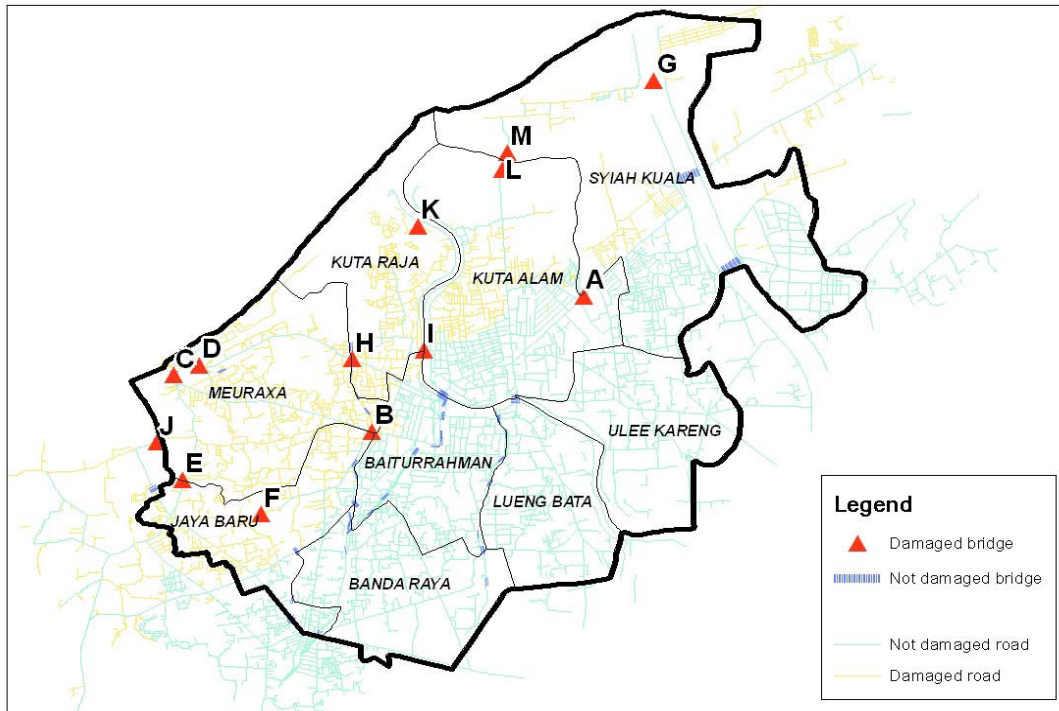 G
M
L
SYIAH KUALA
K
KUTA RAJA
KUTA ALAM
A
I
H
D
C
MEURAXA
B
J
BAITURRAHMAN
ULEE KARENG
E
LUENG BATA
F
JAYA BARU
BANDA RAYA
Legend
Damaged bridge
Not damaged bridge
Not damaged road
Damaged road